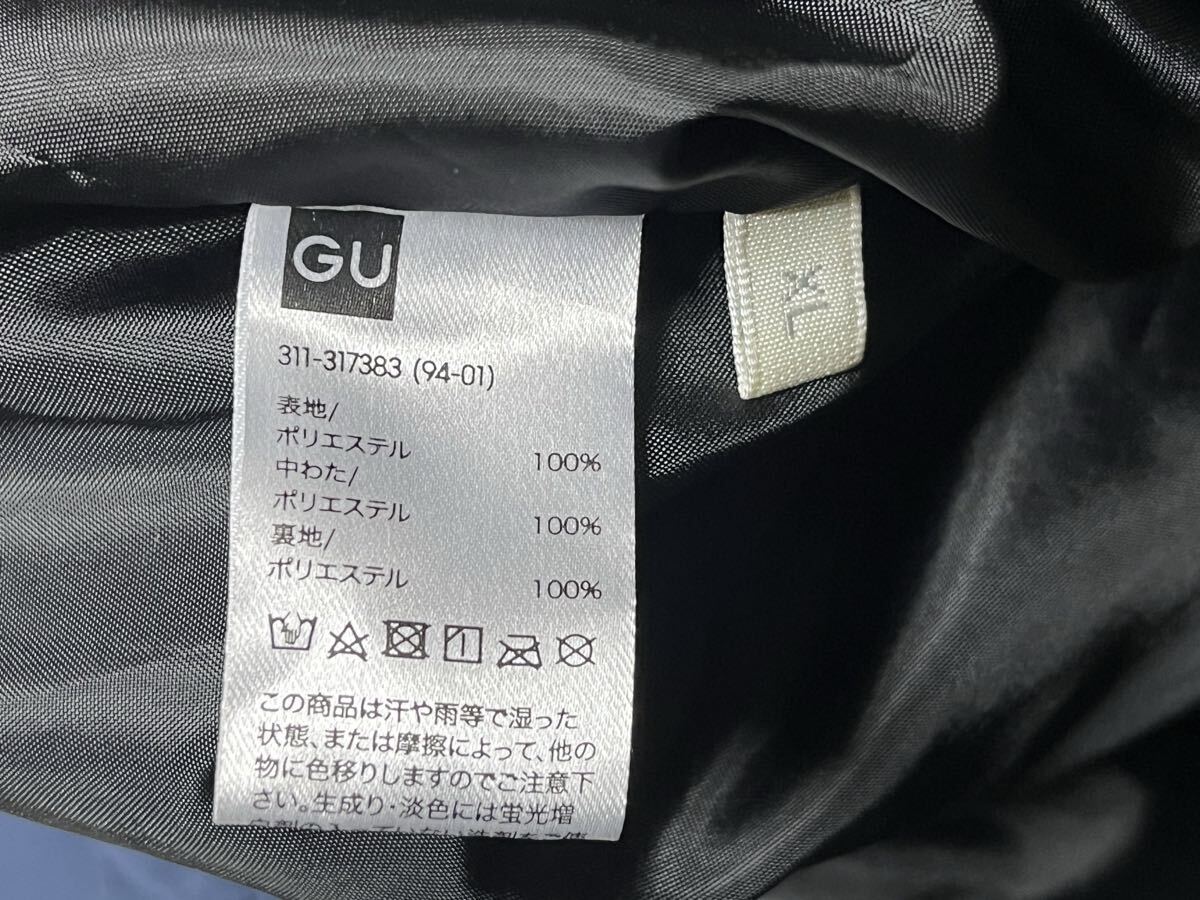 GU
XL
311-317383 (94-01)
表地/
ポリエステル 100%
中わた/
ポリエステル 100%
裏地/
ポリエステル 100%
この商品は汗や雨等で湿った
状態、または摩擦によって、他の
物に色移りしますのでご注意下
さい。生成り・淡色には蛍光増